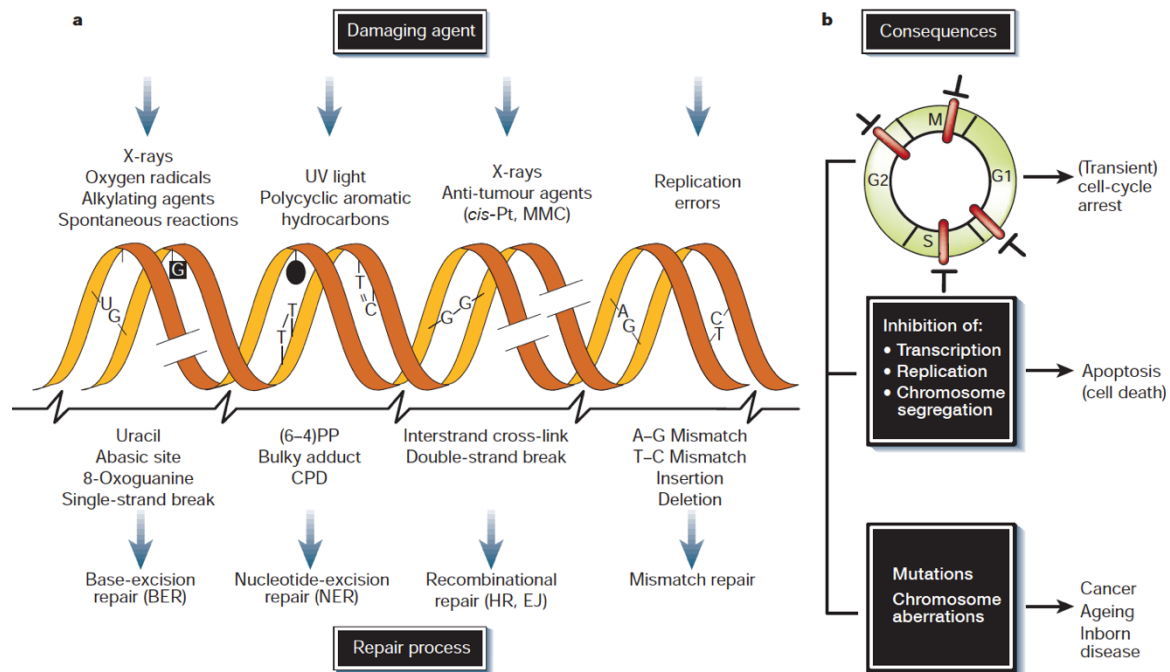 a
Damaging agent
X-rays
Oxygen radicals
Alkylating agents
Spontaneous reactions
UV light
Polycyclic aromatic
hydrocarbons
X-rays
Anti-tumour agents
(cis-Pt, MMC)
Replication
errors
U
G
G
T
T
T
C
G
G
A
G
C
T
Uracil
Abasic site
8-Oxoguanine
Single-strand break
(6–4)PP
Bulky adduct
CPD
Interstrand cross-link
Double-strand break
A–G Mismatch
T–C Mismatch
Insertion
Deletion
Base-excision
repair (BER)
Nucleotide-excision
repair (NER)
Recombinational
repair (HR, EJ)
Mismatch repair
Repair process
b
Consequences
M
G1
S
G2
(Transient)
cell-cycle
arrest
Inhibition of:
• Transcription
• Replication
• Chromosome
segregation
Apoptosis
(cell death)
Mutations
Chromosome
aberrations
Cancer
Ageing
Inborn
disease